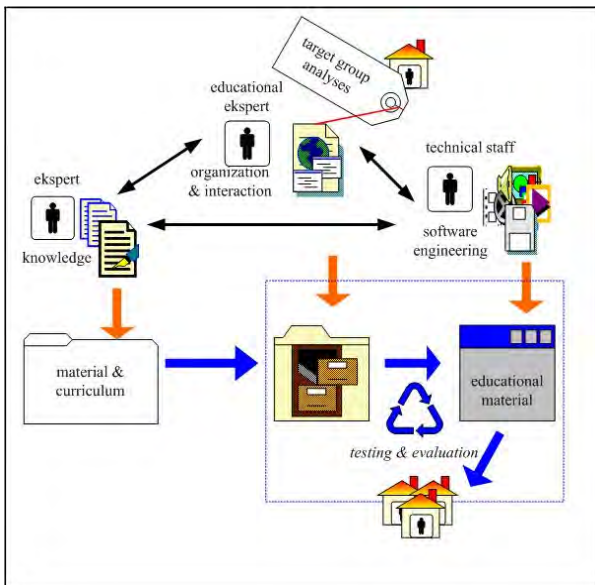 target group
analyses
educational
ekspert
organization
& interaction
technical staff
software
engineering
ekspert
knowledge
material &
curriculum
educational
material
testing & evaluation